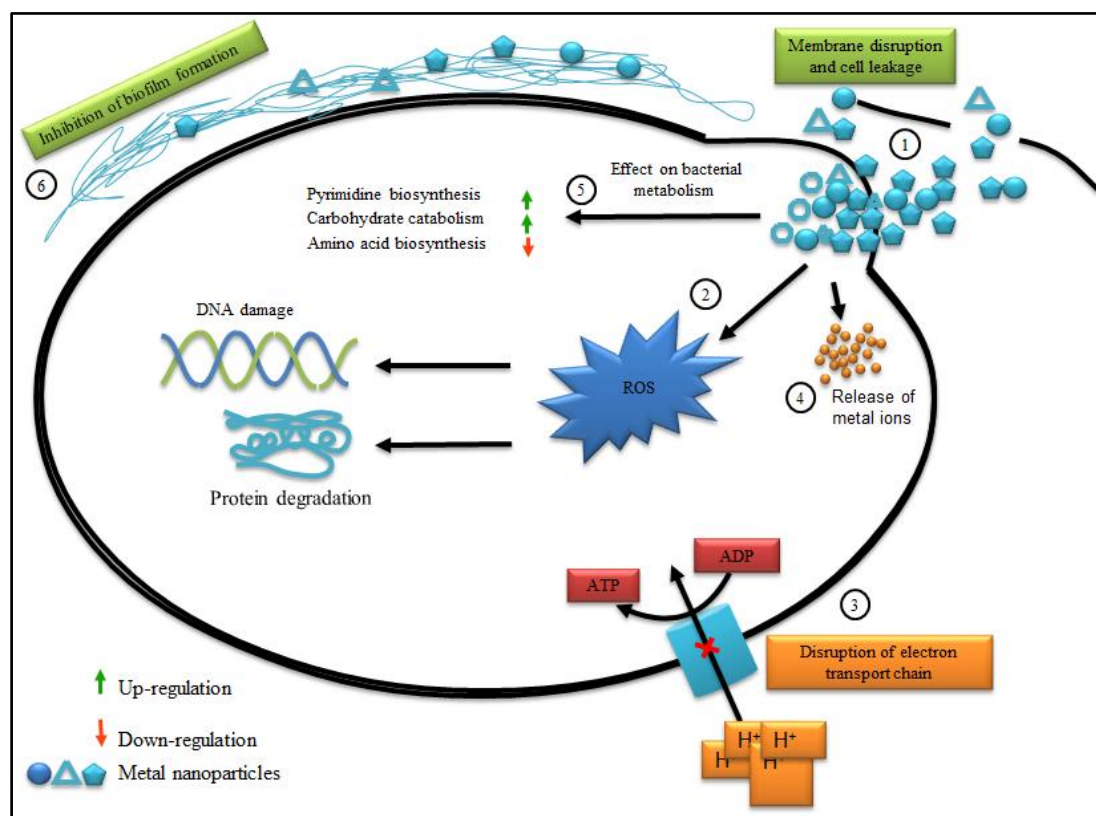 Inhibition of biofilm formation
6
Membrane disruption
and cell leakage
1
Effect on bacterial
metabolism
5
Pyrimidine biosynthesis
Carbohydrate catabolism
Amino acid biosynthesis
2
DNA damage
ROS
4
Release of
metal ions
Protein degradation
ADP
ATP
3
Disruption of electron
transport chain
H⁺
H⁺
Up-regulation
Down-regulation
Metal nanoparticles